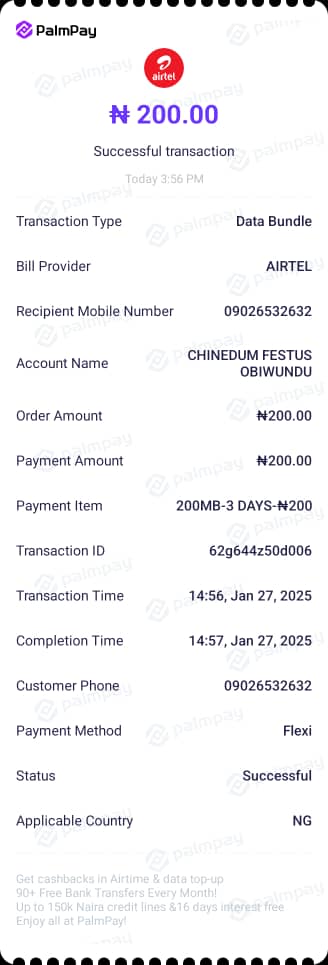 PalmPay
airtel
₦ 200.00
Successful transaction
Today 3:56 PM
Transaction Type Data Bundle
Bill Provider AIRTEL
Recipient Mobile Number 09026532632
Account Name CHINEDUM FESTUS
OBIWUNDU
Order Amount ₦200.00
Payment Amount ₦200.00
Payment Item 200MB-3 DAYS-₦200
Transaction ID 62g644z50d006
Transaction Time 14:56, Jan 27, 2025
Completion Time 14:57, Jan 27, 2025
Customer Phone 09026532632
Payment Method Flexi
Status Successful
Applicable Country NG
Get cashbacks in Airtime & data top-up
90+ Free Bank Transfers Every Month!
Up to 150k Naira credit lines &16 days interest free
Enjoy all at PalmPay!